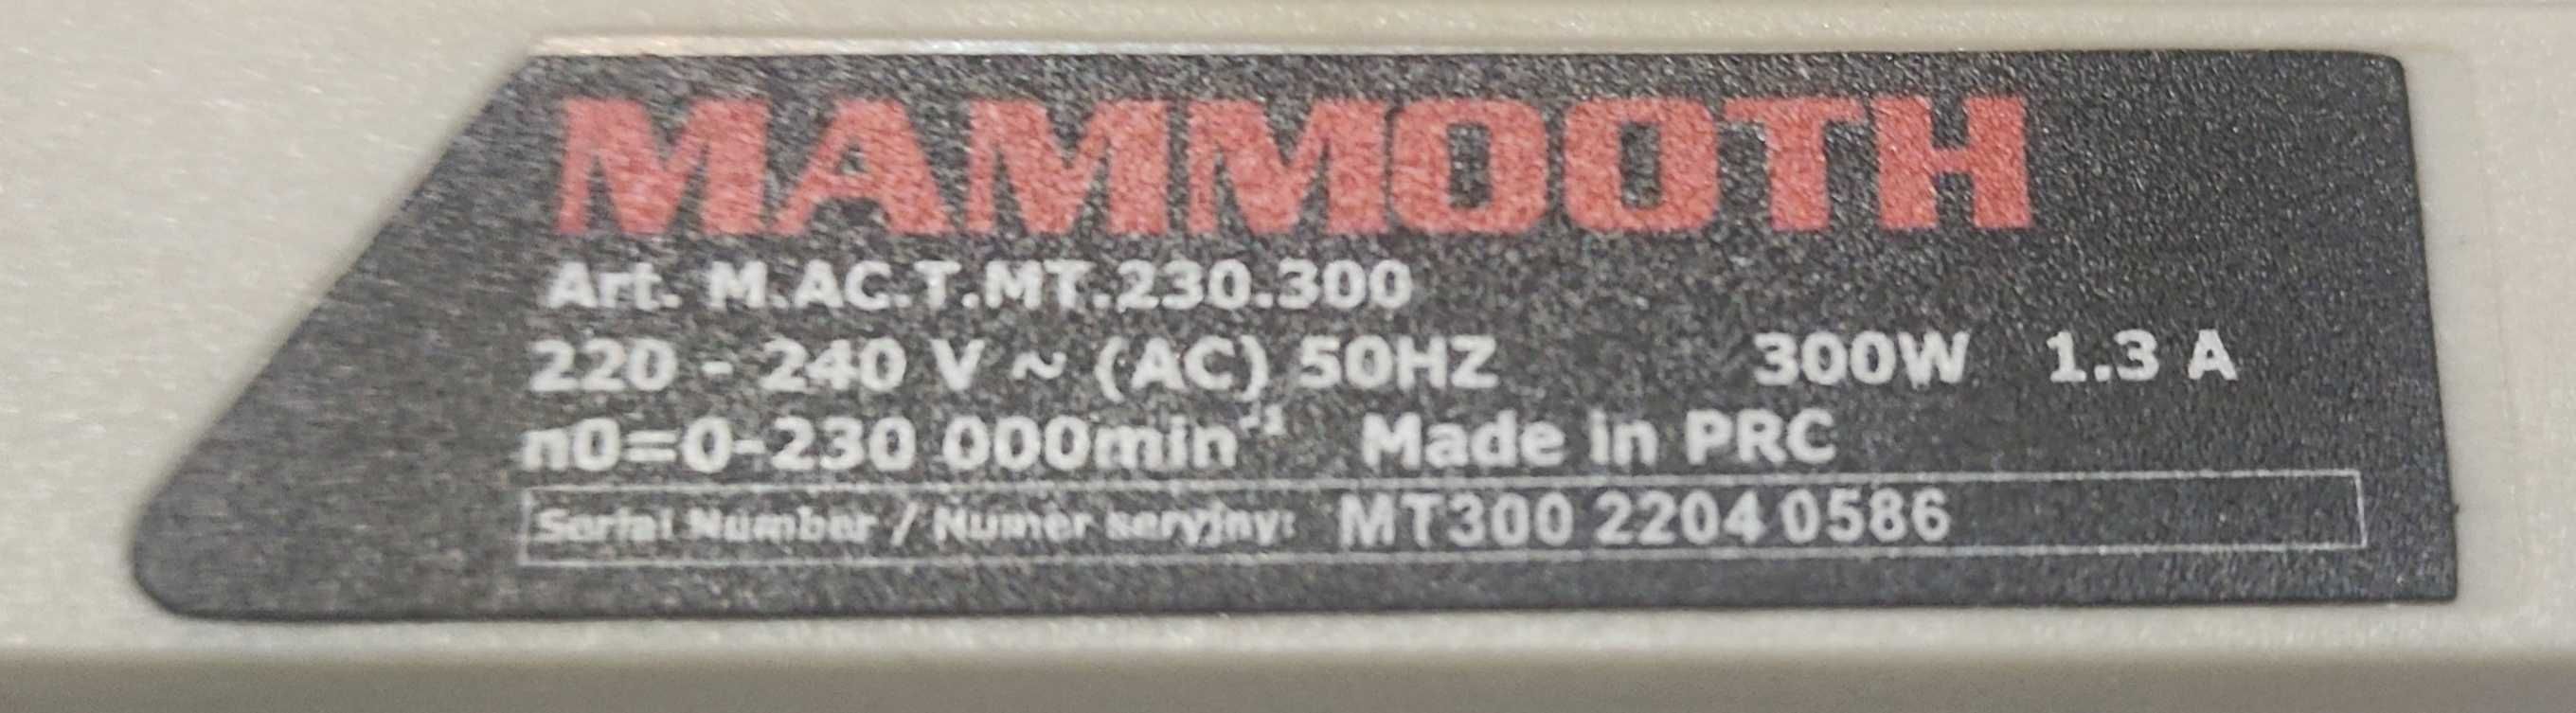 MAMMOOTH
Art. M.AC.T.MT.230.300
220 - 240 V ~ (AC) 50HZ 300W 1.3 A
n0=0-230 000min⁻¹ Made in PRC
Serial Number / Numer seryjny: MT300 2204 0586